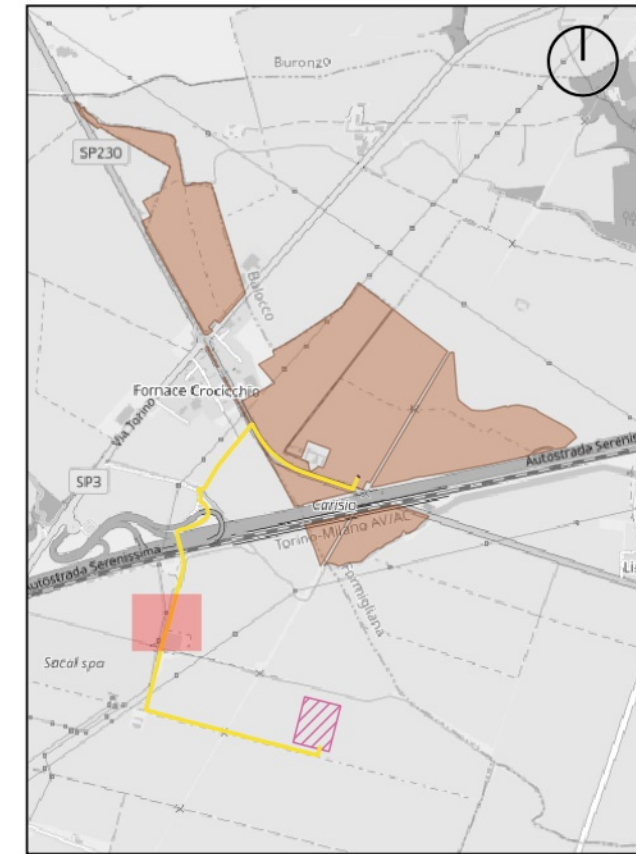 Buronzo
SP230
Balocco
Fornace Crocicchio
Via Torino
SP3
Autostrada Serenissima
Carisio
Torino-Milano AV/AC
Autostrada Serenissima
Formigliana
Lis
Sacal spa